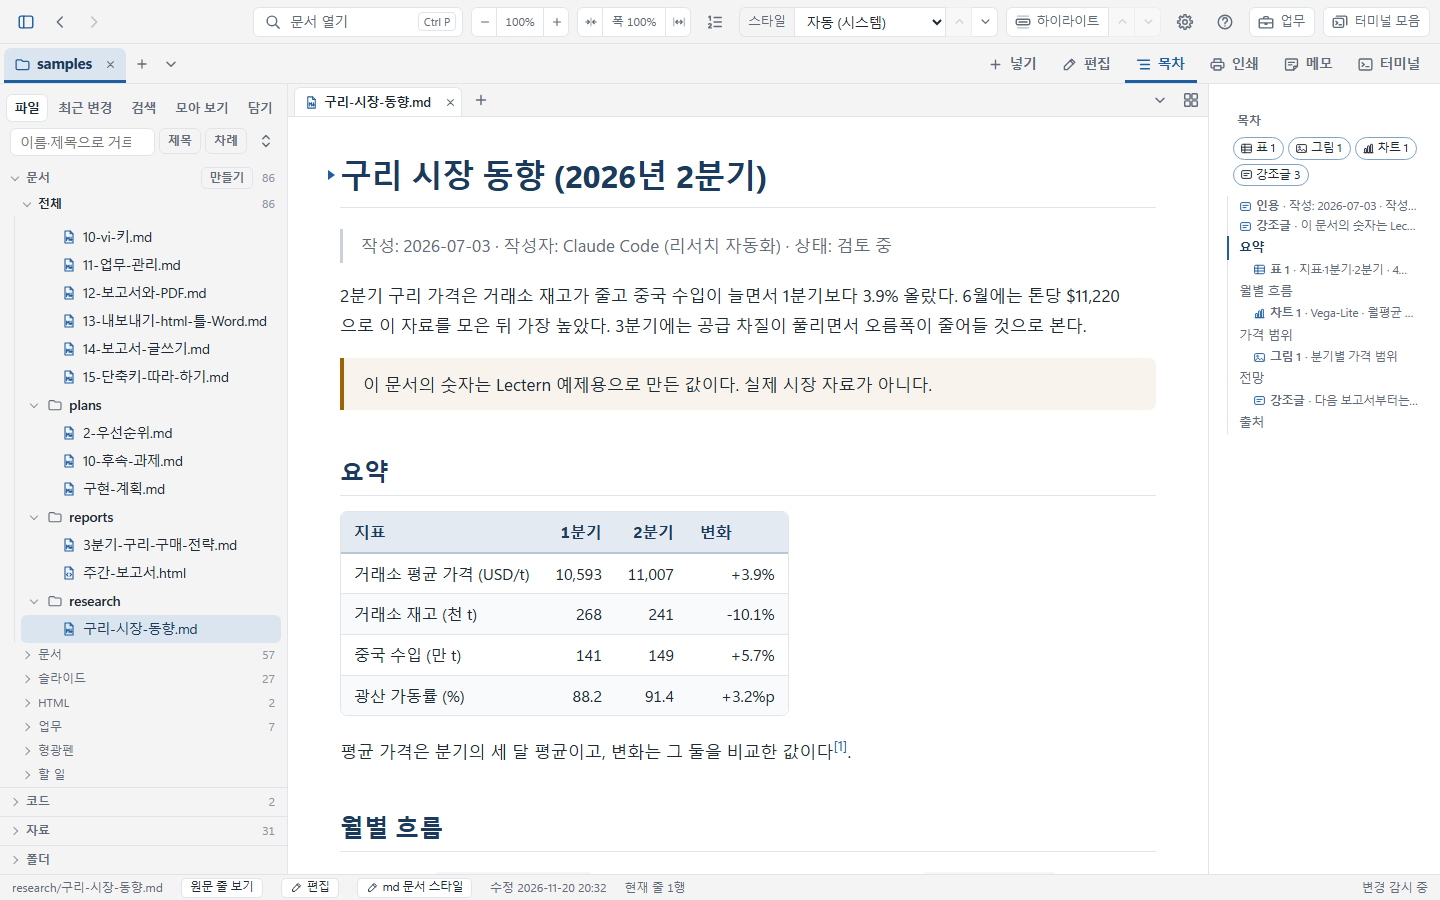 문서 열기 Ctrl P
100%
폭 100%
스타일 자동 (시스템)
하이라이트
업무
터미널 모음
samples
넣기
편집
목차
인쇄
메모
터미널
파일 최근 변경 검색 모아 보기 담기
이름·제목으로 거르
제목
차례
문서 만들기 86
전체 86
10-vi-키.md
11-업무-관리.md
12-보고서와-PDF.md
13-내보내기-html-틀-Word.md
14-보고서-글쓰기.md
15-단축키-따라-하기.md
plans
2-우선순위.md
10-후속-과제.md
구현-계획.md
reports
3분기-구리-구매-전략.md
주간-보고서.html
research
구리-시장-동향.md
문서 57
슬라이드 27
HTML 2
업무 7
형광펜
할 일
코드 2
자료 31
폴더
구리-시장-동향.md
구리 시장 동향 (2026년 2분기)
작성: 2026-07-03 · 작성자: Claude Code (리서치 자동화) · 상태: 검토 중
2분기 구리 가격은 거래소 재고가 줄고 중국 수입이 늘면서 1분기보다 3.9% 올랐다. 6월에는 톤당 $11,220
으로 이 자료를 모은 뒤 가장 높았다. 3분기에는 공급 차질이 풀리면서 오름폭이 줄어들 것으로 본다.
이 문서의 숫자는 Lectern 예제용으로 만든 값이다. 실제 시장 자료가 아니다.
요약
지표 1분기 2분기 변화
거래소 평균 가격 (USD/t) 10,593 11,007 +3.9%
거래소 재고 (천 t) 268 241 -10.1%
중국 수입 (만 t) 141 149 +5.7%
광산 가동률 (%) 88.2 91.4 +3.2%p
평균 가격은 분기의 세 달 평균이고, 변화는 그 둘을 비교한 값이다[1].
월별 흐름
목차
표 1
그림 1
차트 1
강조글 3
인용 · 작성: 2026-07-03 · 작성...
강조글 · 이 문서의 숫자는 Lec...
요약
표 1 · 지표·1분기·2분기 · 4...
월별 흐름
차트 1 · Vega-Lite · 월평균 ...
가격 범위
그림 1 · 분기별 가격 범위
전망
강조글 · 다음 보고서부터는...
출처
research/구리-시장-동향.md
원문 줄 보기
편집
md 문서 스타일
수정 2026-11-20 20:32
현재 줄 1행
변경 감시 중